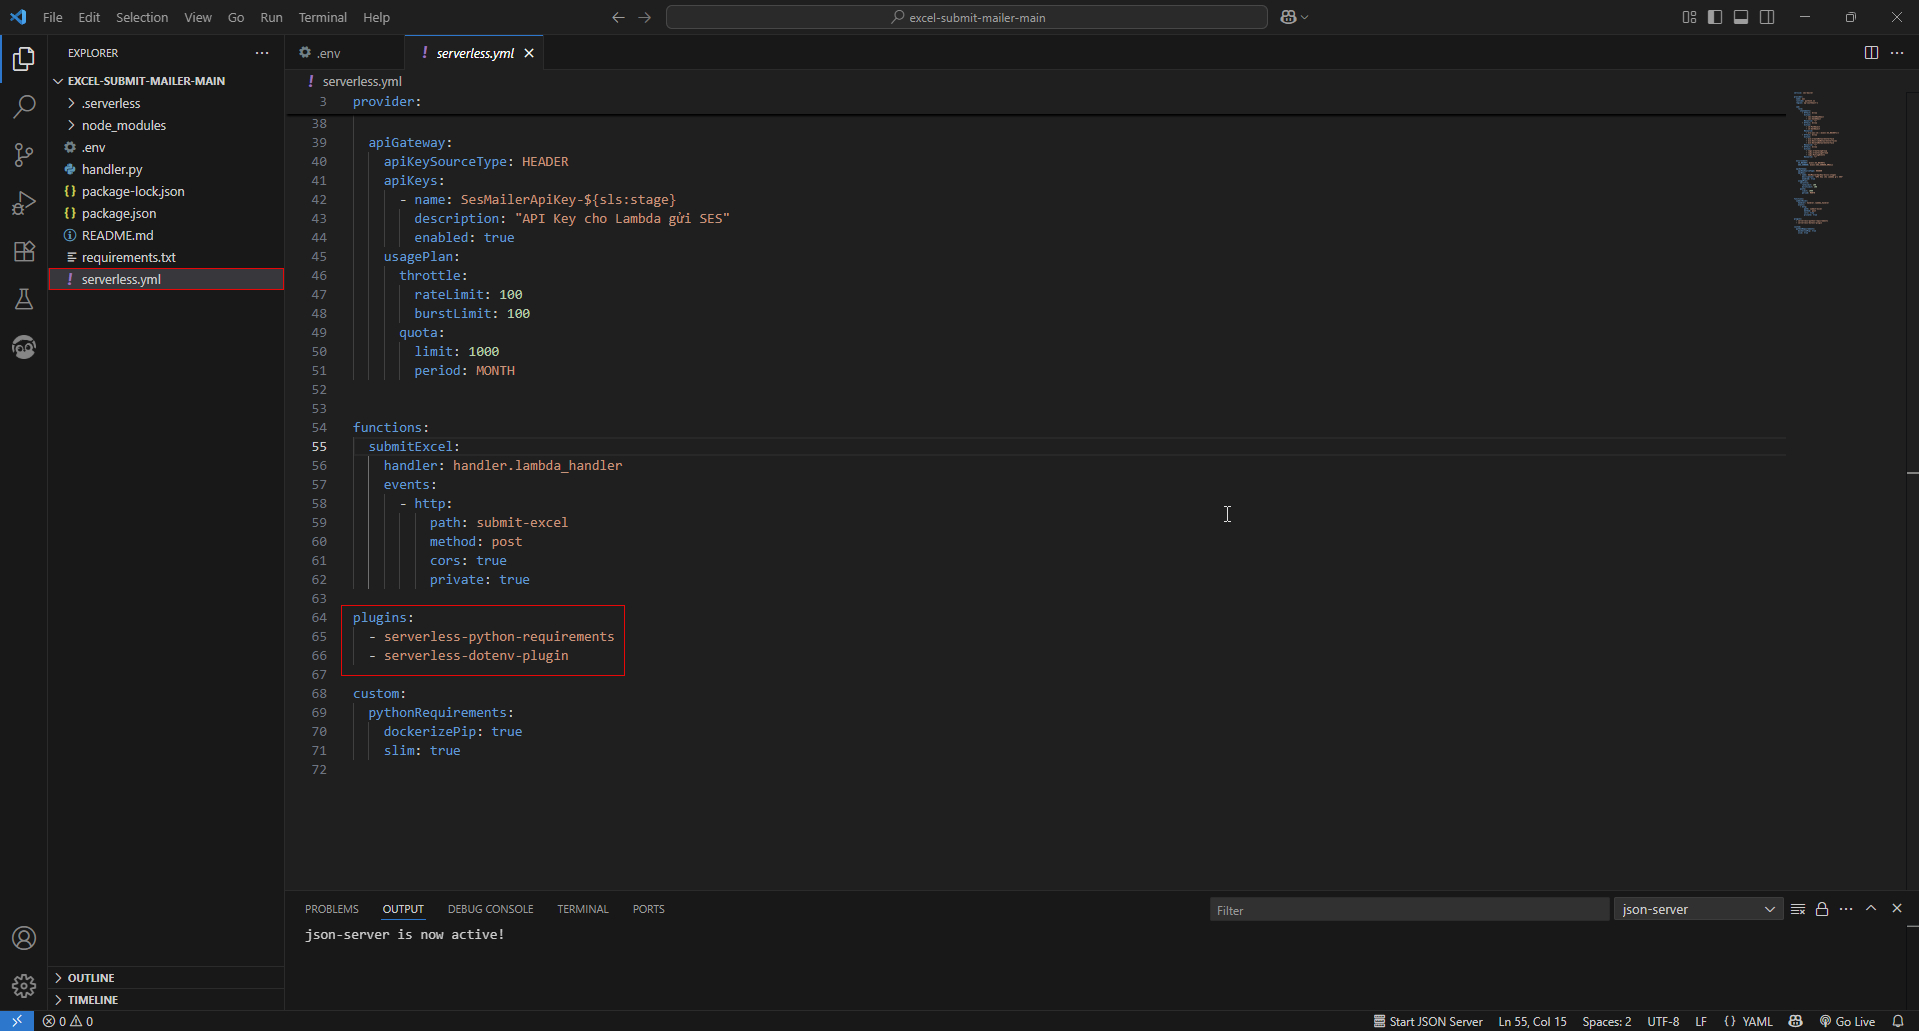 File Edit Selection View Go Run Terminal Help
excel-submit-mailer-main
EXPLORER
EXCEL-SUBMIT-MAILER-MAIN
.serverless
node_modules
.env
handler.py
package-lock.json
package.json
README.md
requirements.txt
serverless.yml
OUTLINE
TIMELINE
.env
serverless.yml
serverless.yml
3 provider:
38
39 apiGateway:
40 apiKeySourceType: HEADER
41 apiKeys:
42 - name: SesMailerApiKey-${sls:stage}
43 description: "API Key cho Lambda gửi SES"
44 enabled: true
45 usagePlan:
46 throttle:
47 rateLimit: 100
48 burstLimit: 100
49 quota:
50 limit: 1000
51 period: MONTH
52
53
54 functions:
55 submitExcel:
56 handler: handler.lambda_handler
57 events:
58 - http:
59 path: submit-excel
60 method: post
61 cors: true
62 private: true
63
64 plugins:
65 - serverless-python-requirements
66 - serverless-dotenv-plugin
67
68 custom:
69 pythonRequirements:
70 dockerizePip: true
71 slim: true
72
PROBLEMS OUTPUT DEBUG CONSOLE TERMINAL PORTS
Filter
json-server
json-server is now active!
0 0
Start JSON Server Ln 55, Col 15 Spaces: 2 UTF-8 LF {} YAML Go Live